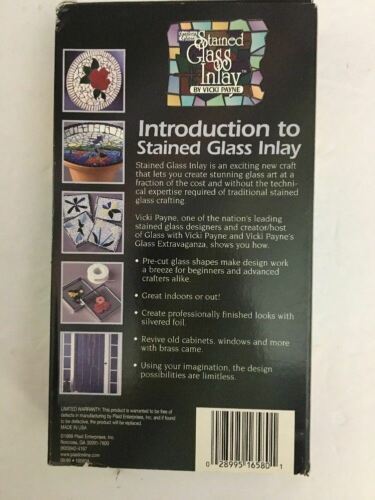 Stained
Glass
Inlay™
BY VICKI PAYNE
Introduction to
Stained Glass Inlay
Stained Glass Inlay is an exciting new craft
that lets you create stunning glass art at a
fraction of the cost and without the techni-
cal expertise required of traditional stained
glass crafting.
Vicki Payne, one of the nation's leading
stained glass designers and creator/host
of Glass with Vicki Payne and Vicki Payne's
Glass Extravaganza, shows you how.
• Pre-cut glass shapes make design work
a breeze for beginners and advanced
crafters alike.
• Great indoors or out!
• Create professionally finished looks with
silvered foil.
• Revive old cabinets, windows and more
with brass came.
• Using your imagination, the design
possibilities are limitless.
LIMITED WARRANTY: This product is warranted to be free of
defects in manufacturing by Plaid Enterprises, Inc. and if found
to be defective, the product will be replaced.
MADE IN USA
Plaid Enterprises, Inc.
Norcross, GA 30091-7600
0 28995 16580 1